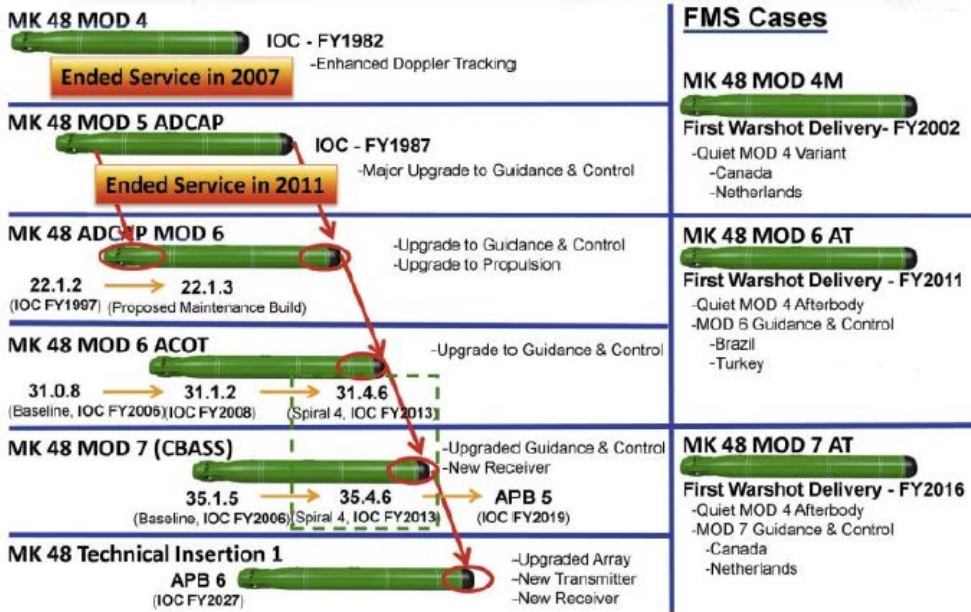 MK 48 MOD 4
IOC - FY1982
-Enhanced Doppler Tracking
Ended Service in 2007
MK 48 MOD 5 ADCAP
IOC - FY1987
-Major Upgrade to Guidance & Control
Ended Service in 2011
MK 48 ADCAP MOD 6
-Upgrade to Guidance & Control
-Upgrade to Propulsion
22.1.2 22.1.3
(IOC FY1997) (Proposed Maintenance Build)
MK 48 MOD 6 ACOT
-Upgrade to Guidance & Control
31.0.8 31.1.2 31.4.6
(Baseline, IOC FY2006) (IOC FY2008) (Spiral 4, IOC FY2013)
MK 48 MOD 7 (CBASS)
-Upgraded Guidance & Control
-New Receiver
35.1.5 35.4.6 APB 5
(Baseline, IOC FY2006) (Spiral 4, IOC FY2013) (IOC FY2019)
MK 48 Technical Insertion 1
APB 6
(IOC FY2027)
-Upgraded Array
-New Transmitter
-New Receiver
FMS Cases
MK 48 MOD 4M
First Warshot Delivery- FY2002
-Quiet MOD 4 Variant
-Canada
-Netherlands
MK 48 MOD 6 AT
First Warshot Delivery - FY2011
-Quiet MOD 4 Afterbody
-MOD 6 Guidance & Control
-Brazil
-Turkey
MK 48 MOD 7 AT
First Warshot Delivery - FY2016
-Quiet MOD 4 Afterbody
-MOD 7 Guidance & Control
-Canada
-Netherlands